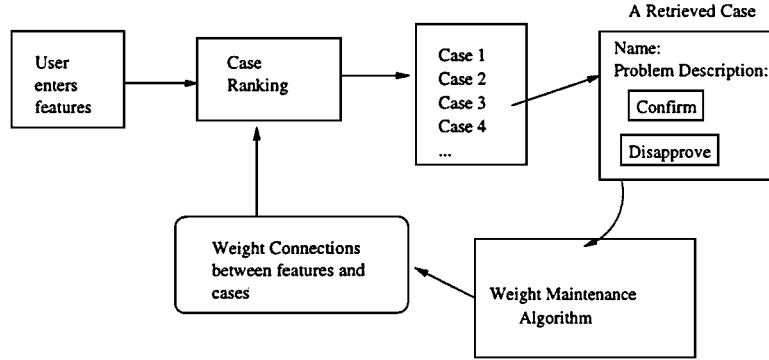 A Retrieved Case
User
enters
features
Case
Ranking
Case 1
Case 2
Case 3
Case 4
...
Name:
Problem Description:
Confirm
Disapprove
Weight Connections
between features and
cases
Weight Maintenance
Algorithm